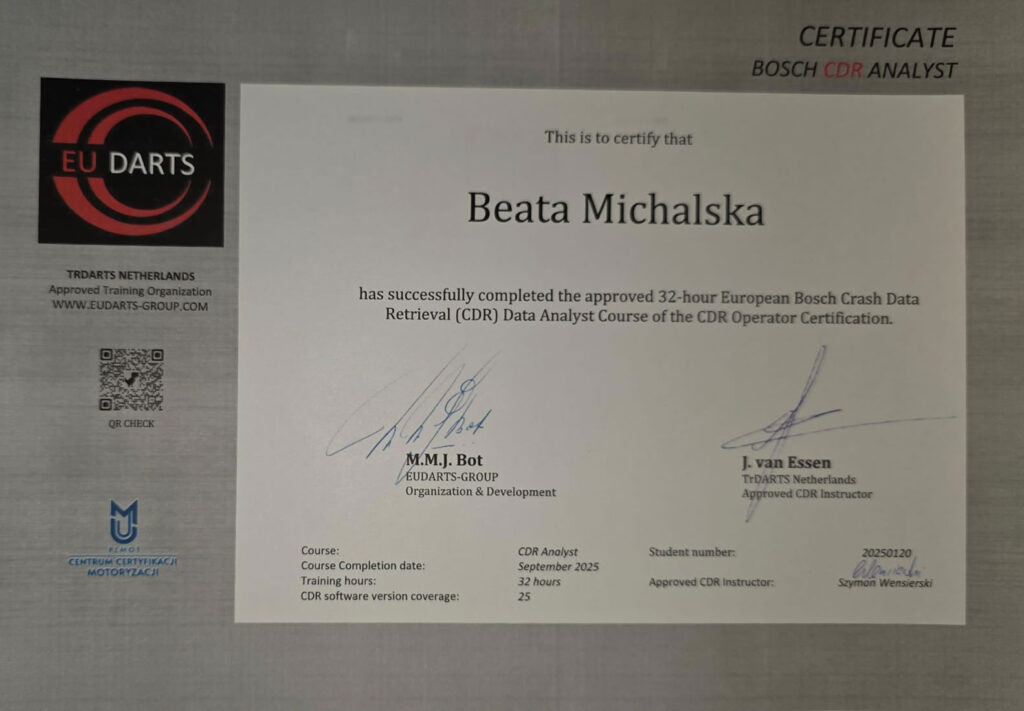 CERTIFICATE
BOSCH CDR ANALYST
EU DARTS
TRDARTS NETHERLANDS
Approved Training Organization
WWW.EUDARTS-GROUP.COM
QR CHECK
CENTRUM CERTYFIKACJI
MOTORYZACJI
This is to certify that
Beata Michalska
has successfully completed the approved 32-hour European Bosch Crash Data
Retrieval (CDR) Data Analyst Course of the CDR Operator Certification.
M.M.J. Bot
EUDARTS-GROUP
Organization & Development
J. van Essen
TrDARTS Netherlands
Approved CDR Instructor
Course: CDR Analyst
Course Completion date: September 2025
Training hours: 32 hours
CDR software version coverage: 25
Student number: 20250120
Approved CDR Instructor: Szymon Wensierski